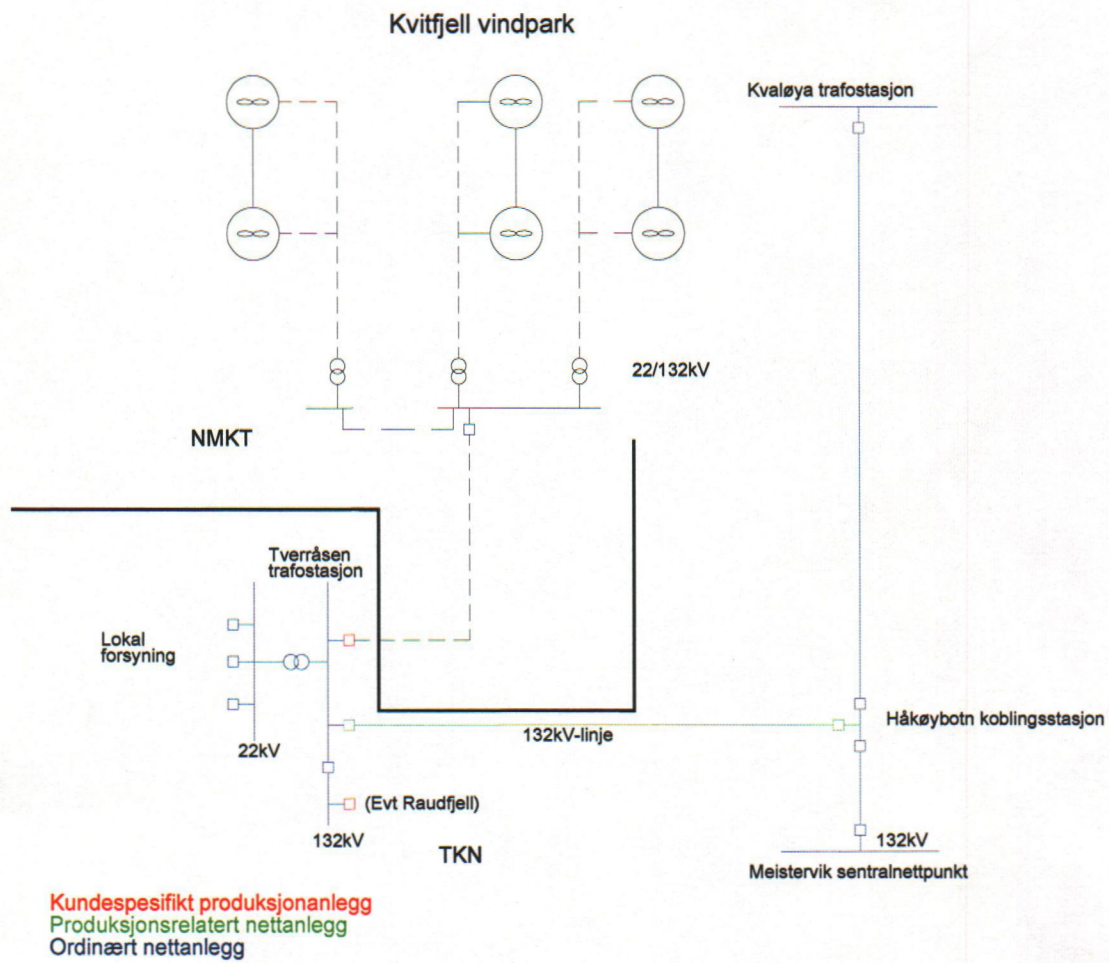 Kvitfjell vindpark
Kvaløya trafostasjon
22/132kV
NMKT
Tverråsen
trafostasjon
Lokal
forsyning
22kV
132kV-linje
Håkøybotn koblingsstasjon
(Evt Raudfjell)
132kV
TKN
132kV
Meistervik sentralnettpunkt
Kundespesifikt produksjonanlegg
Produksjonsrelatert nettanlegg
Ordinært nettanlegg